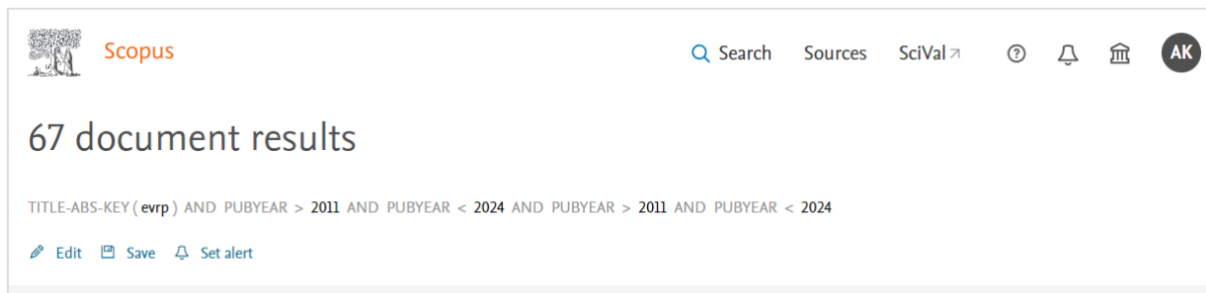 Scopus
Search Sources SciVal AK
67 document results
TITLE-ABS-KEY ( evrp ) AND PUBYEAR > 2011 AND PUBYEAR < 2024 AND PUBYEAR > 2011 AND PUBYEAR < 2024
Edit Save Set alert